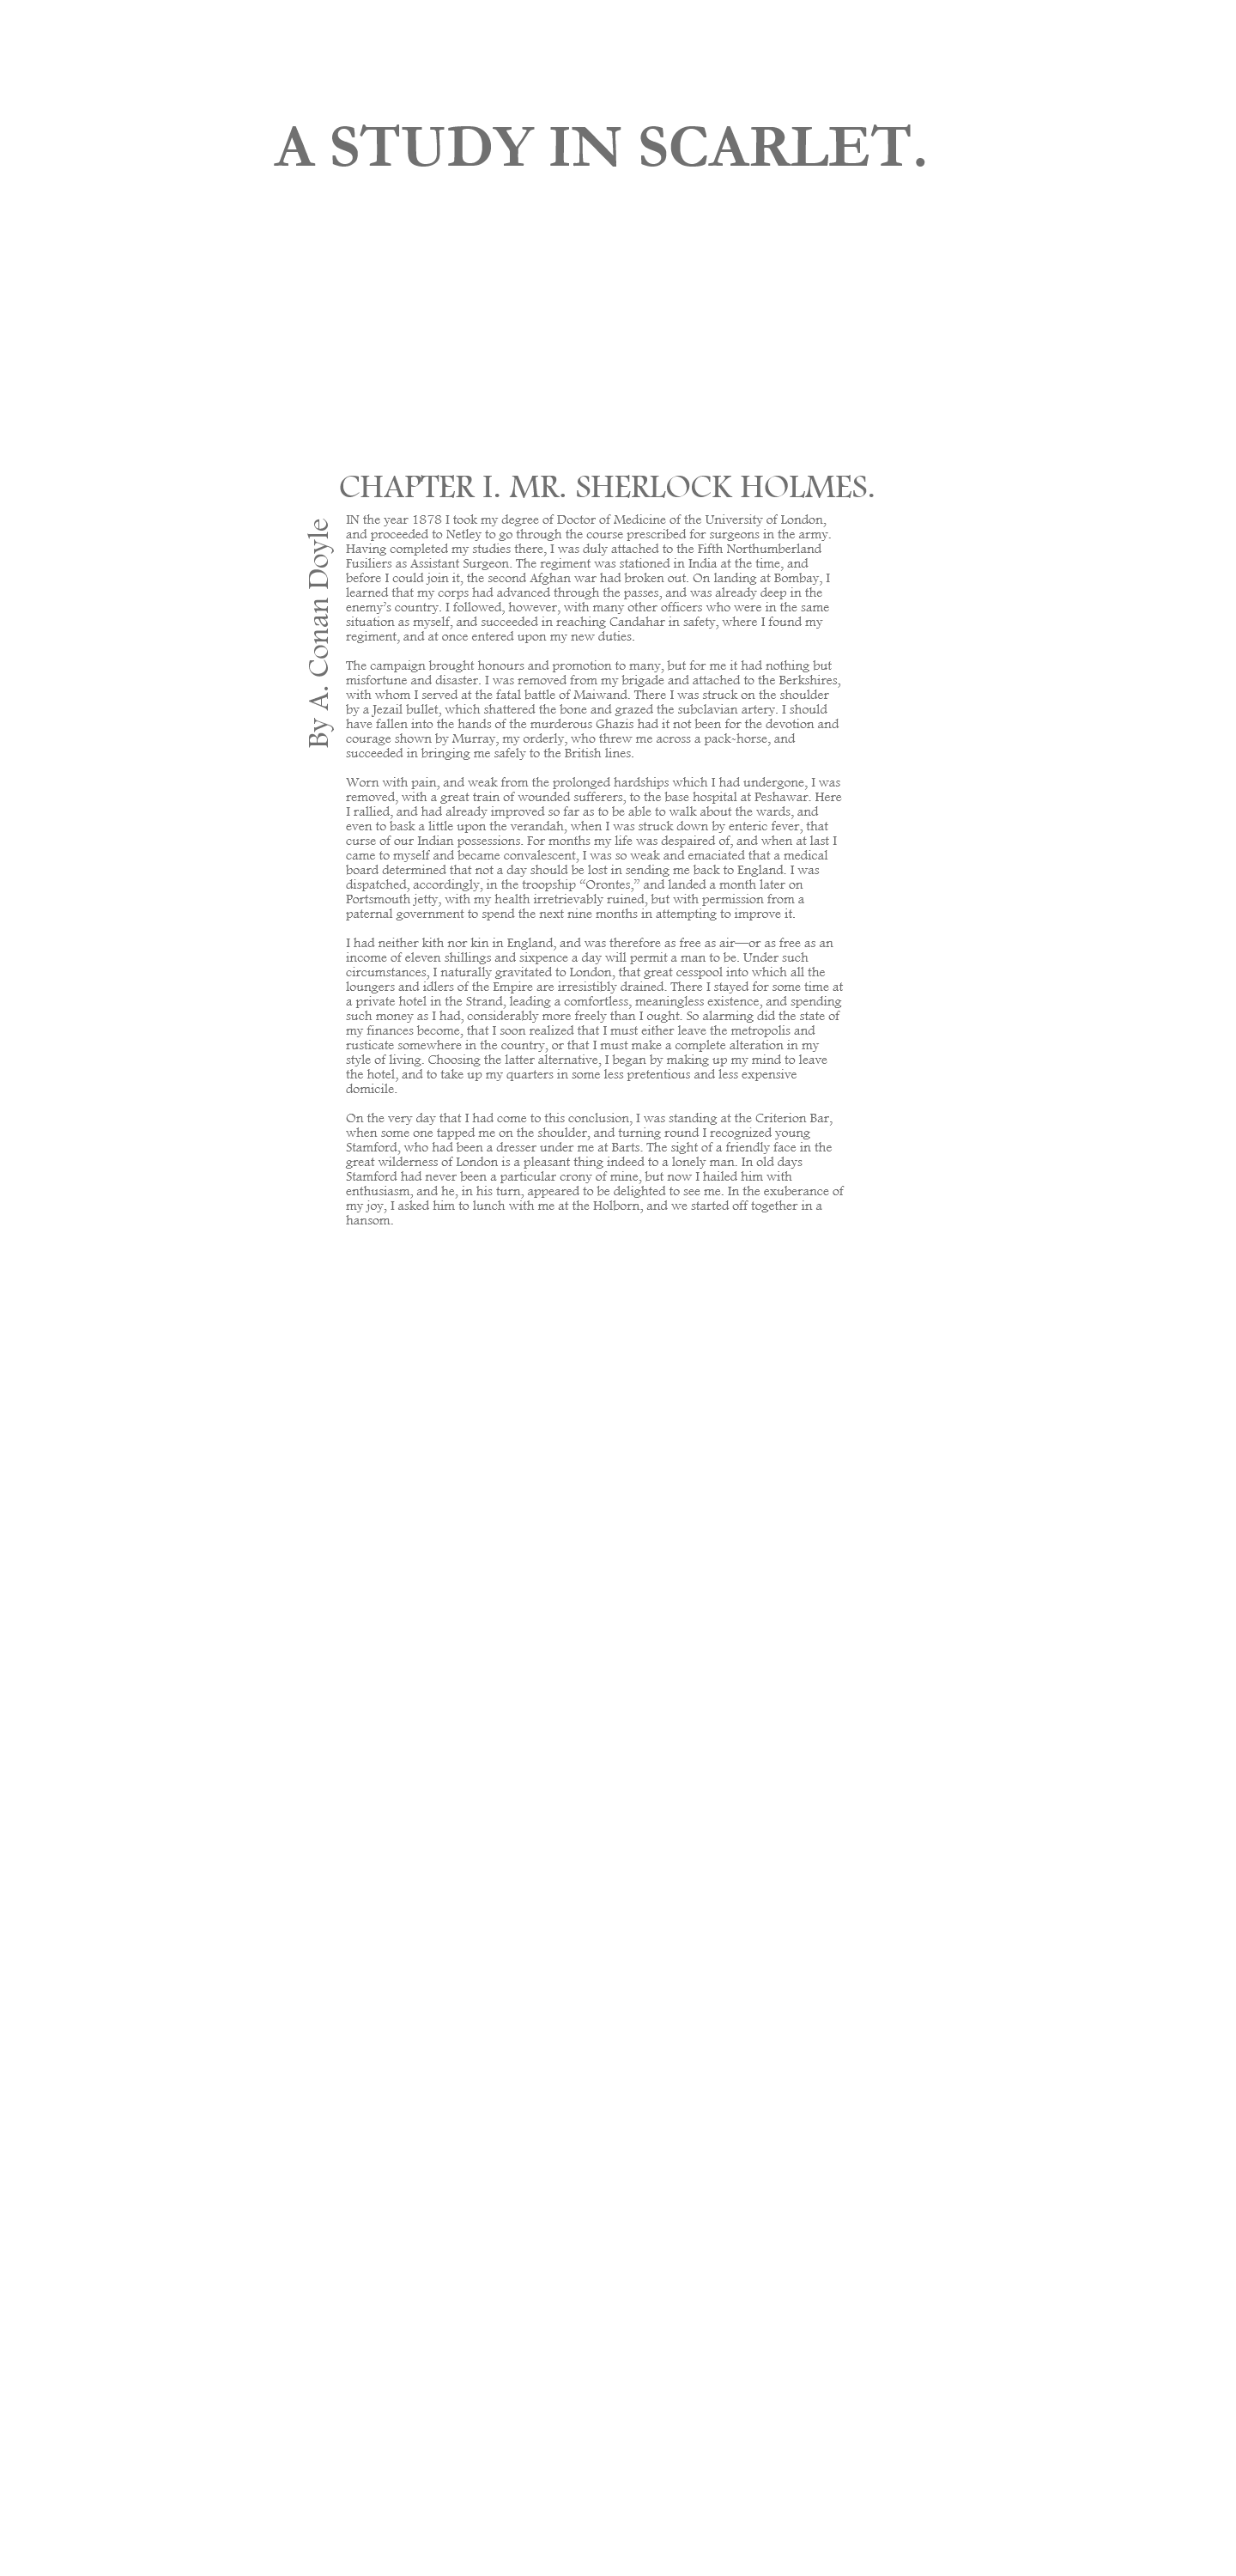 A STUDY IN SCARLET.
CHAPTER I. MR. SHERLOCK HOLMES.
By A. Conan Doyle
IN the year 1878 I took my degree of Doctor of Medicine of the University of London,
and proceeded to Netley to go through the course prescribed for surgeons in the army.
Having completed my studies there, I was duly attached to the Fifth Northumberland
Fusiliers as Assistant Surgeon. The regiment was stationed in India at the time, and
before I could join it, the second Afghan war had broken out. On landing at Bombay, I
learned that my corps had advanced through the passes, and was already deep in the
enemy’s country. I followed, however, with many other officers who were in the same
situation as myself, and succeeded in reaching Candahar in safety, where I found my
regiment, and at once entered upon my new duties.
The campaign brought honours and promotion to many, but for me it had nothing but
misfortune and disaster. I was removed from my brigade and attached to the Berkshires,
with whom I served at the fatal battle of Maiwand. There I was struck on the shoulder
by a Jezail bullet, which shattered the bone and grazed the subclavian artery. I should
have fallen into the hands of the murderous Ghazis had it not been for the devotion and
courage shown by Murray, my orderly, who threw me across a pack-horse, and
succeeded in bringing me safely to the British lines.
Worn with pain, and weak from the prolonged hardships which I had undergone, I was
removed, with a great train of wounded sufferers, to the base hospital at Peshawar. Here
I rallied, and had already improved so far as to be able to walk about the wards, and
even to bask a little upon the verandah, when I was struck down by enteric fever, that
curse of our Indian possessions. For months my life was despaired of, and when at last I
came to myself and became convalescent, I was so weak and emaciated that a medical
board determined that not a day should be lost in sending me back to England. I was
dispatched, accordingly, in the troopship “Orontes,” and landed a month later on
Portsmouth jetty, with my health irretrievably ruined, but with permission from a
paternal government to spend the next nine months in attempting to improve it.
I had neither kith nor kin in England, and was therefore as free as air—or as free as an
income of eleven shillings and sixpence a day will permit a man to be. Under such
circumstances, I naturally gravitated to London, that great cesspool into which all the
loungers and idlers of the Empire are irresistibly drained. There I stayed for some time at
a private hotel in the Strand, leading a comfortless, meaningless existence, and spending
such money as I had, considerably more freely than I ought. So alarming did the state of
my finances become, that I soon realized that I must either leave the metropolis and
rusticate somewhere in the country, or that I must make a complete alteration in my
style of living. Choosing the latter alternative, I began by making up my mind to leave
the hotel, and to take up my quarters in some less pretentious and less expensive
domicile.
On the very day that I had come to this conclusion, I was standing at the Criterion Bar,
when some one tapped me on the shoulder, and turning round I recognized young
Stamford, who had been a dresser under me at Barts. The sight of a friendly face in the
great wilderness of London is a pleasant thing indeed to a lonely man. In old days
Stamford had never been a particular crony of mine, but now I hailed him with
enthusiasm, and he, in his turn, appeared to be delighted to see me. In the exuberance of
my joy, I asked him to lunch with me at the Holborn, and we started off together in a
hansom.